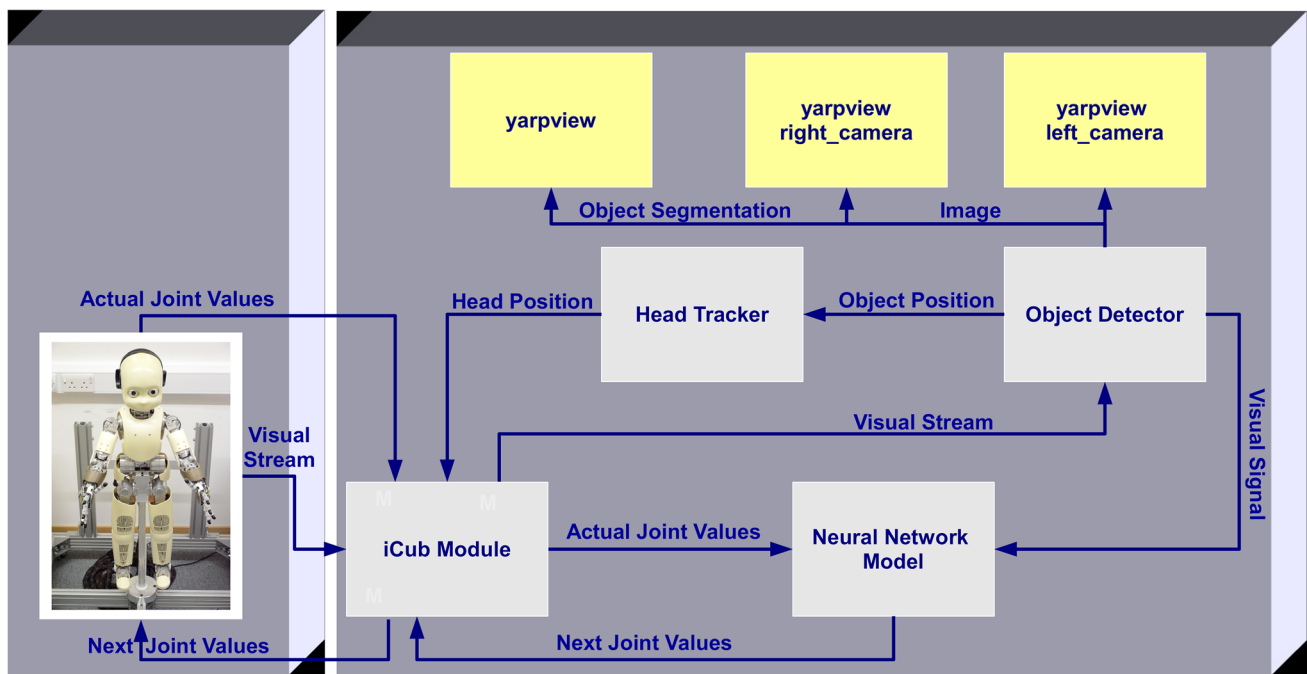 yarpview
yarpview
right_camera
yarpview
left_camera
Object Segmentation
Image
Actual Joint Values
Head Position
Head Tracker
Object Position
Object Detector
Visual
Stream
Visual Stream
Visual Signal
M
M
iCub Module
Actual Joint Values
Neural Network
Model
M
Next Joint Values
Next Joint Values